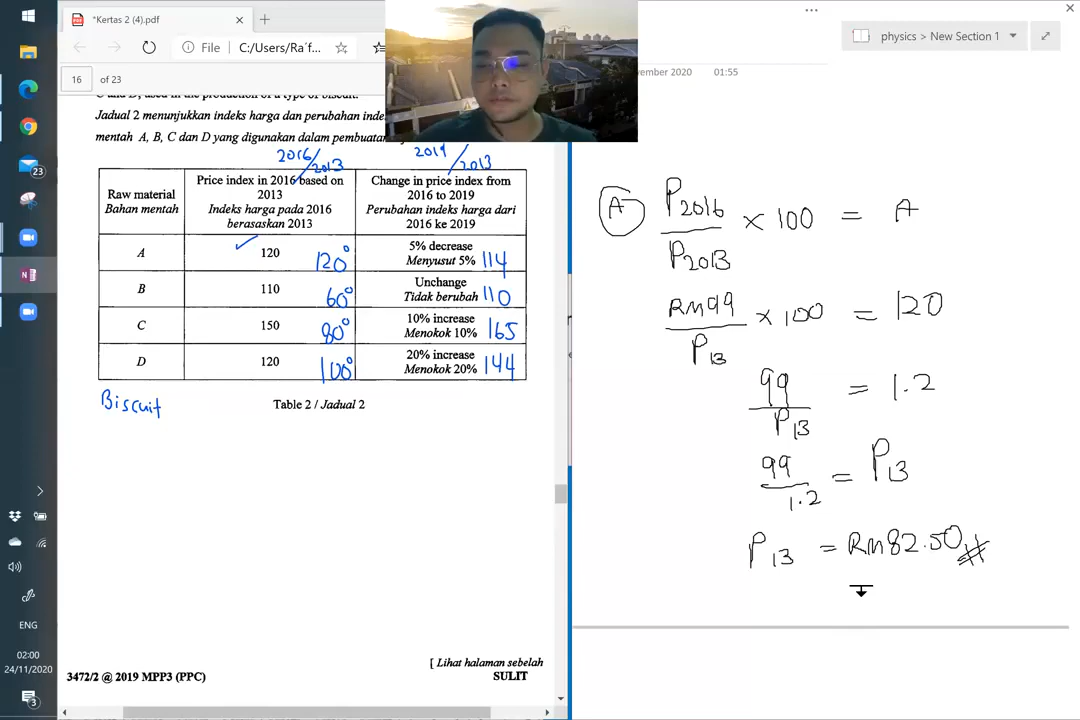 *Kertas 2 (4).pdf
File
C:/Users/Ra´f...
16 of 23
C and D, used in the production of a type of biscuit.
Jadual 2 menunjukkan indeks harga dan perubahan inde
mentah A, B, C dan D yang digunakan dalam pembuatan
2016/2013
2019/2013
Raw material
Bahan mentah
Price index in 2016 based on
2013
Indeks harga pada 2016
berasaskan 2013
Change in price index from
2016 to 2019
Perubahan indeks harga dari
2016 ke 2019
A
120
120°
5% decrease
Menyusut 5%
114
B
110
60°
Unchange
Tidak berubah
110
C
150
80°
10% increase
Menokok 10%
165
D
120
100°
20% increase
Menokok 20%
144
Biscuit
Table 2 / Jadual 2
[ Lihat halaman sebelah
3472/2 @ 2019 MPP3 (PPC)
SULIT
physics > New Section 1
vember 2020 01:55
A P2016/P2013 x 100 = A
RM99/P13 x 100 = 120
99/P13 = 1.2
99/1.2 = P13
P13 = RM82.50
23
ENG
02:00
24/11/2020
3